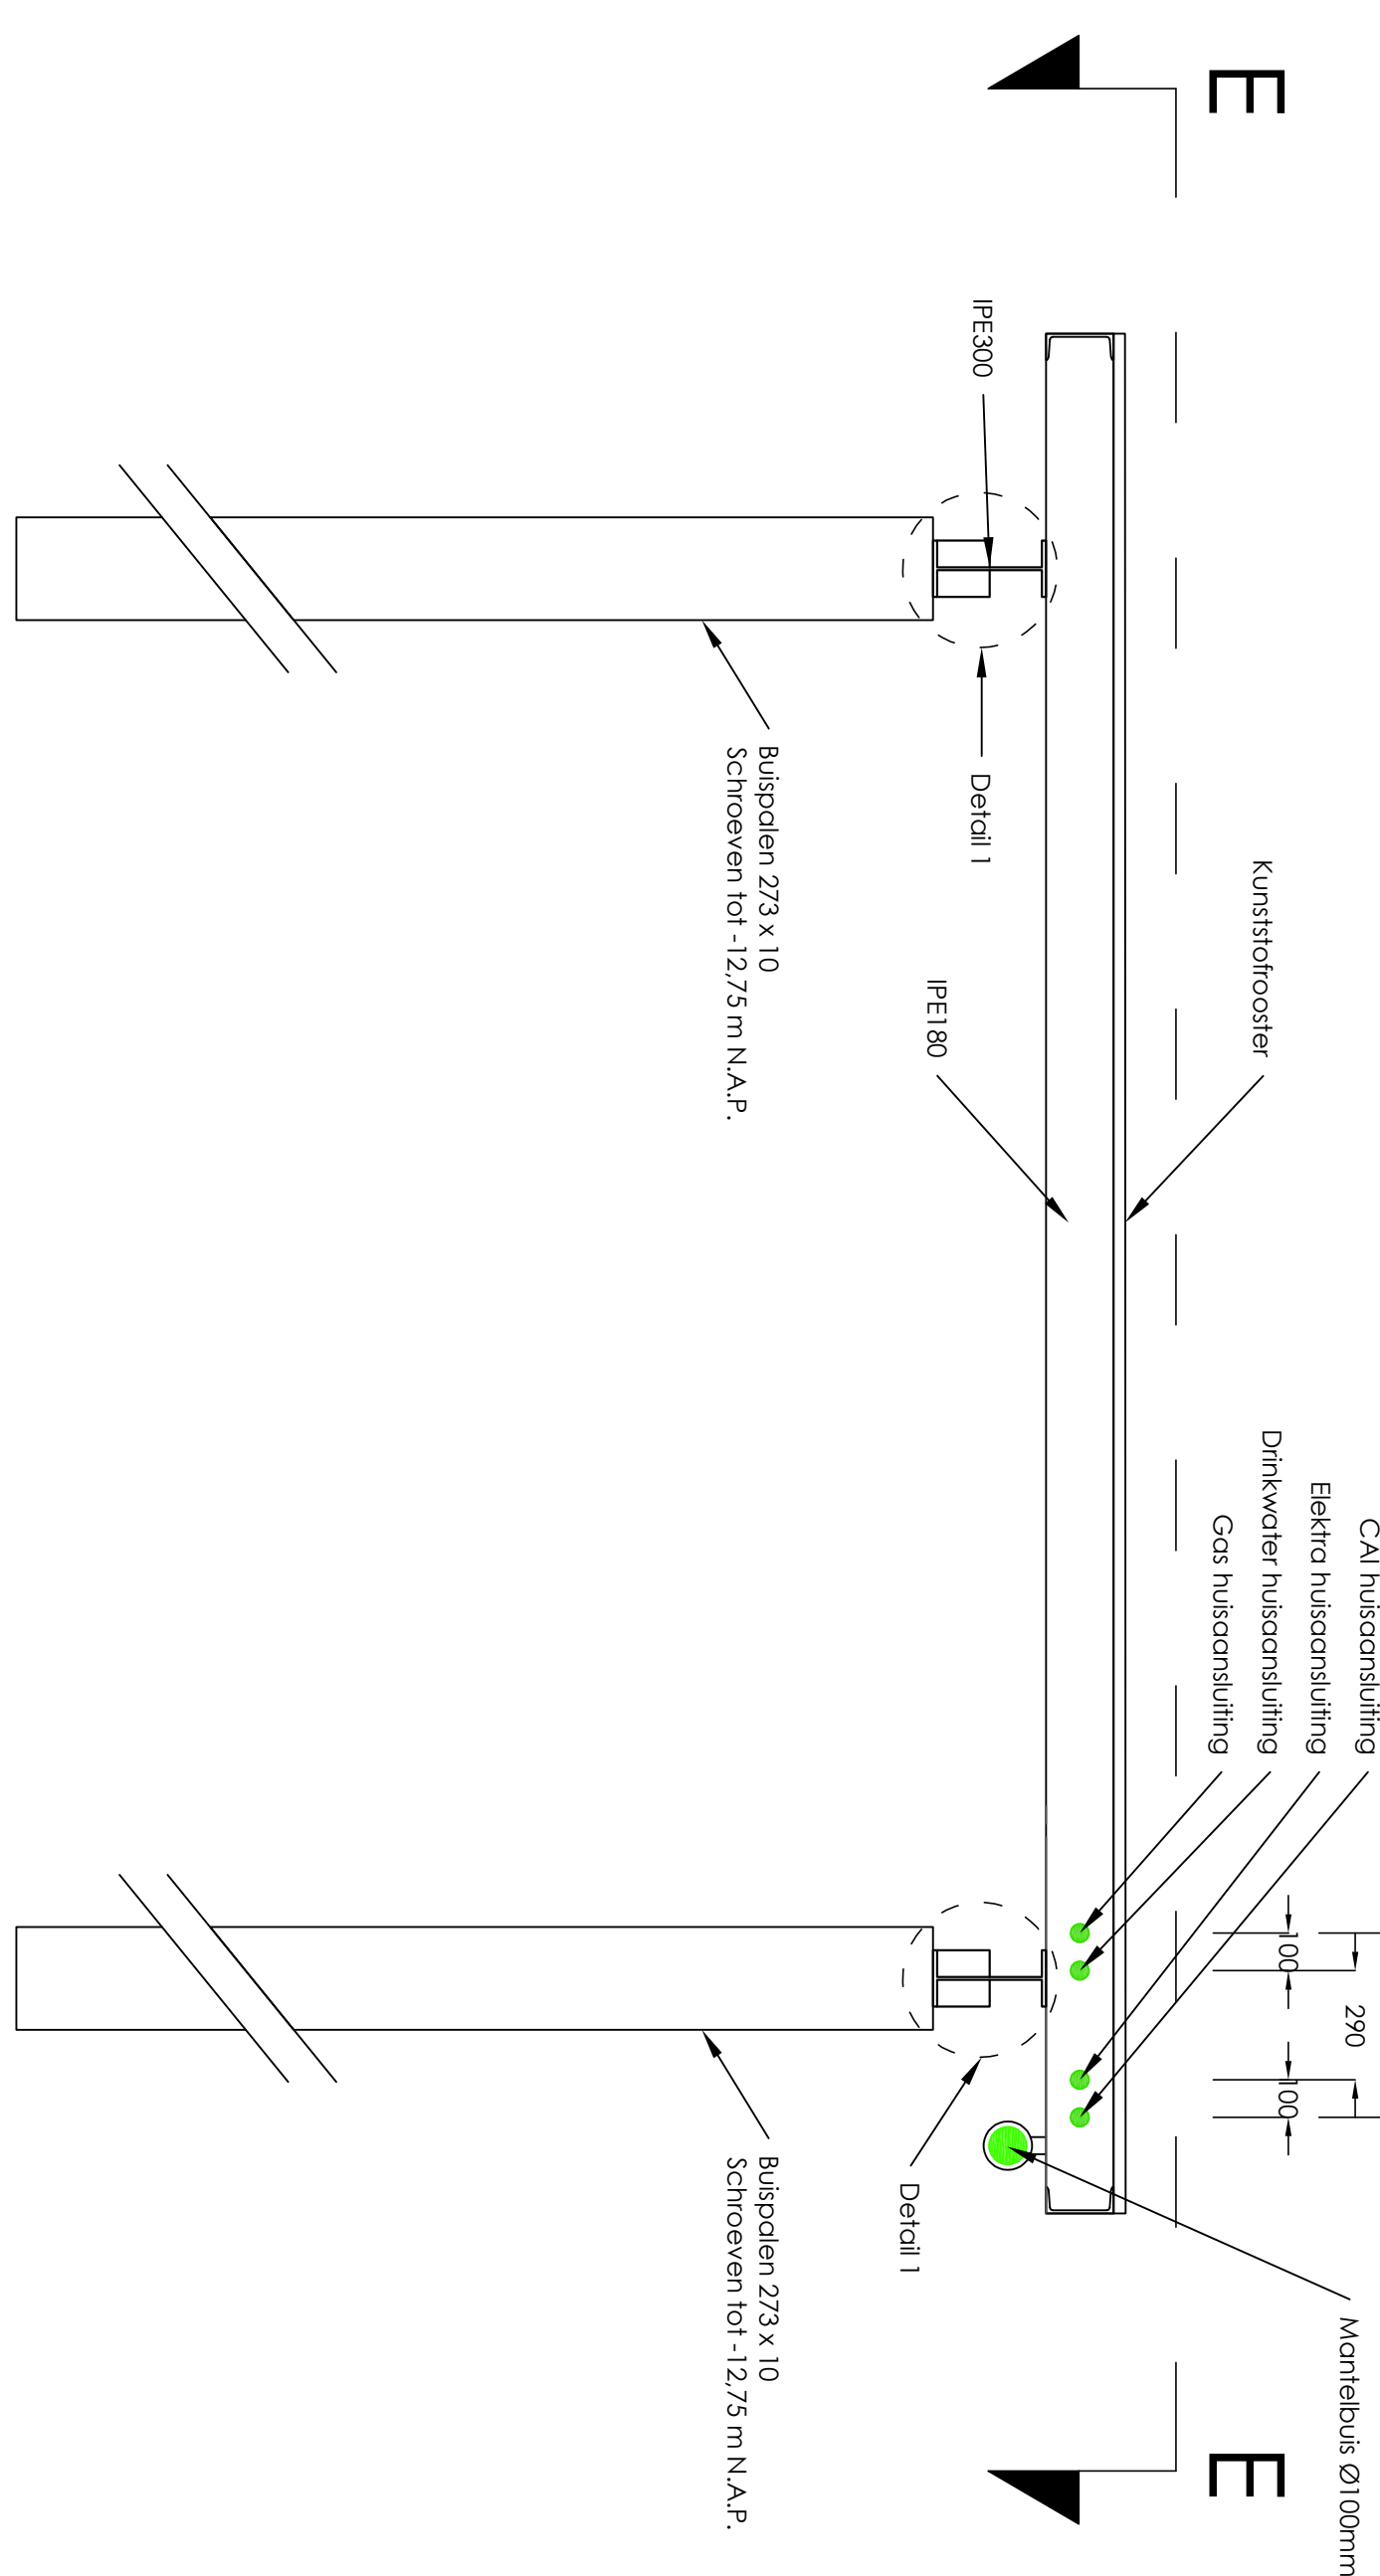 E
E
CAI huisaansluiting
Elektra huisaansluiting
Drinkwater huisaansluiting
Gas huisaansluiting
290
100
100
Mantelbuis Ø100mm
Kunststofrooster
IPE300
IPE180
Detail 1
Detail 1
Buispalen 273 x 10
Schroeven tot -12,75 m N.A.P.
Buispalen 273 x 10
Schroeven tot -12,75 m N.A.P.